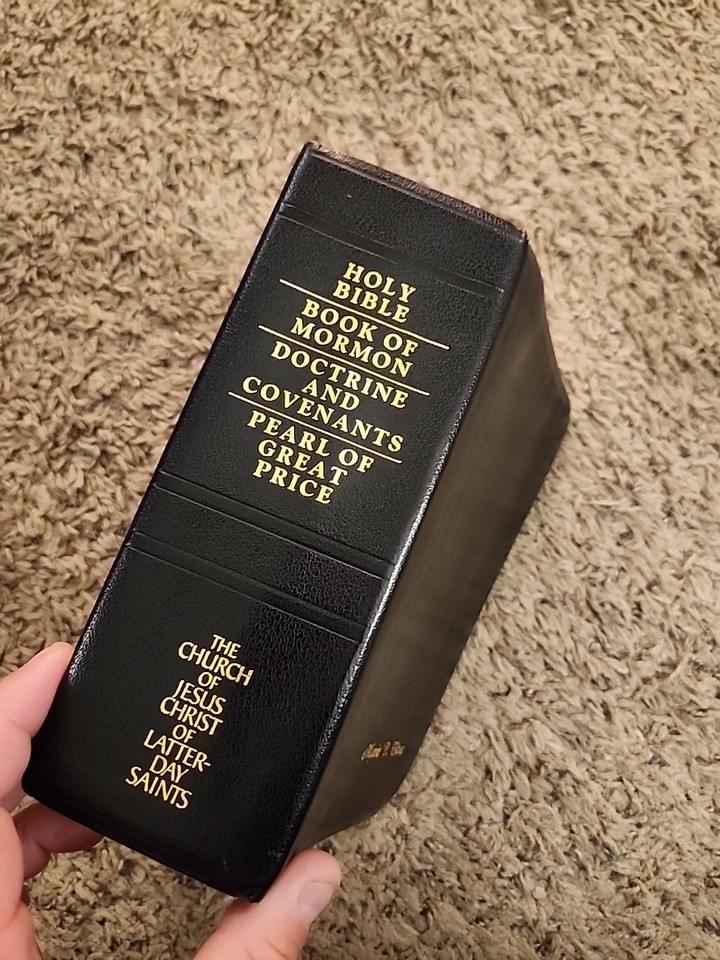 HOLY
BIBLE
BOOK OF
MORMON
DOCTRINE
AND
COVENANTS
PEARL OF
GREAT
PRICE
THE
CHURCH
OF
JESUS
CHRIST
OF
LATTER-
DAY
SAINTS